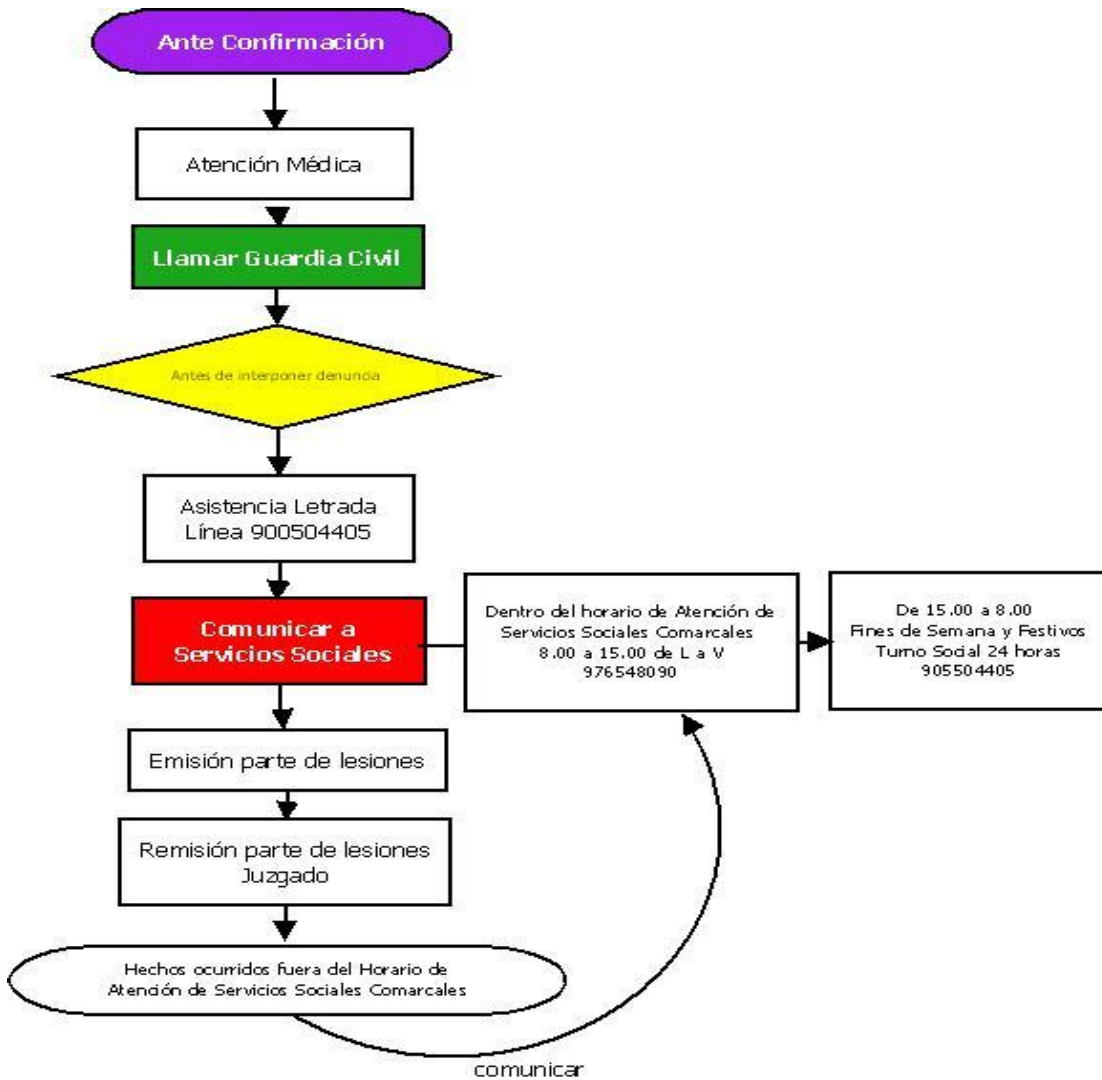 Ante Confirmación
Atención Médica
Llamar Guardia Civil
Antes de interponer denuncia
Asistencia Letrada
Línea 900504405
Comunicar a
Servicios Sociales
Dentro del horario de Atención de
Servicios Sociales Comarcales
8.00 a 15.00 de L a V
976548090
De 15.00 a 8.00
Fines de Semana y Festivos
Turno Social 24 horas
905504405
Emisión parte de lesiones
Remisión parte de lesiones
Juzgado
Hechos ocurridos fuera del Horario de
Atención de Servicios Sociales Comarcales
comunicar